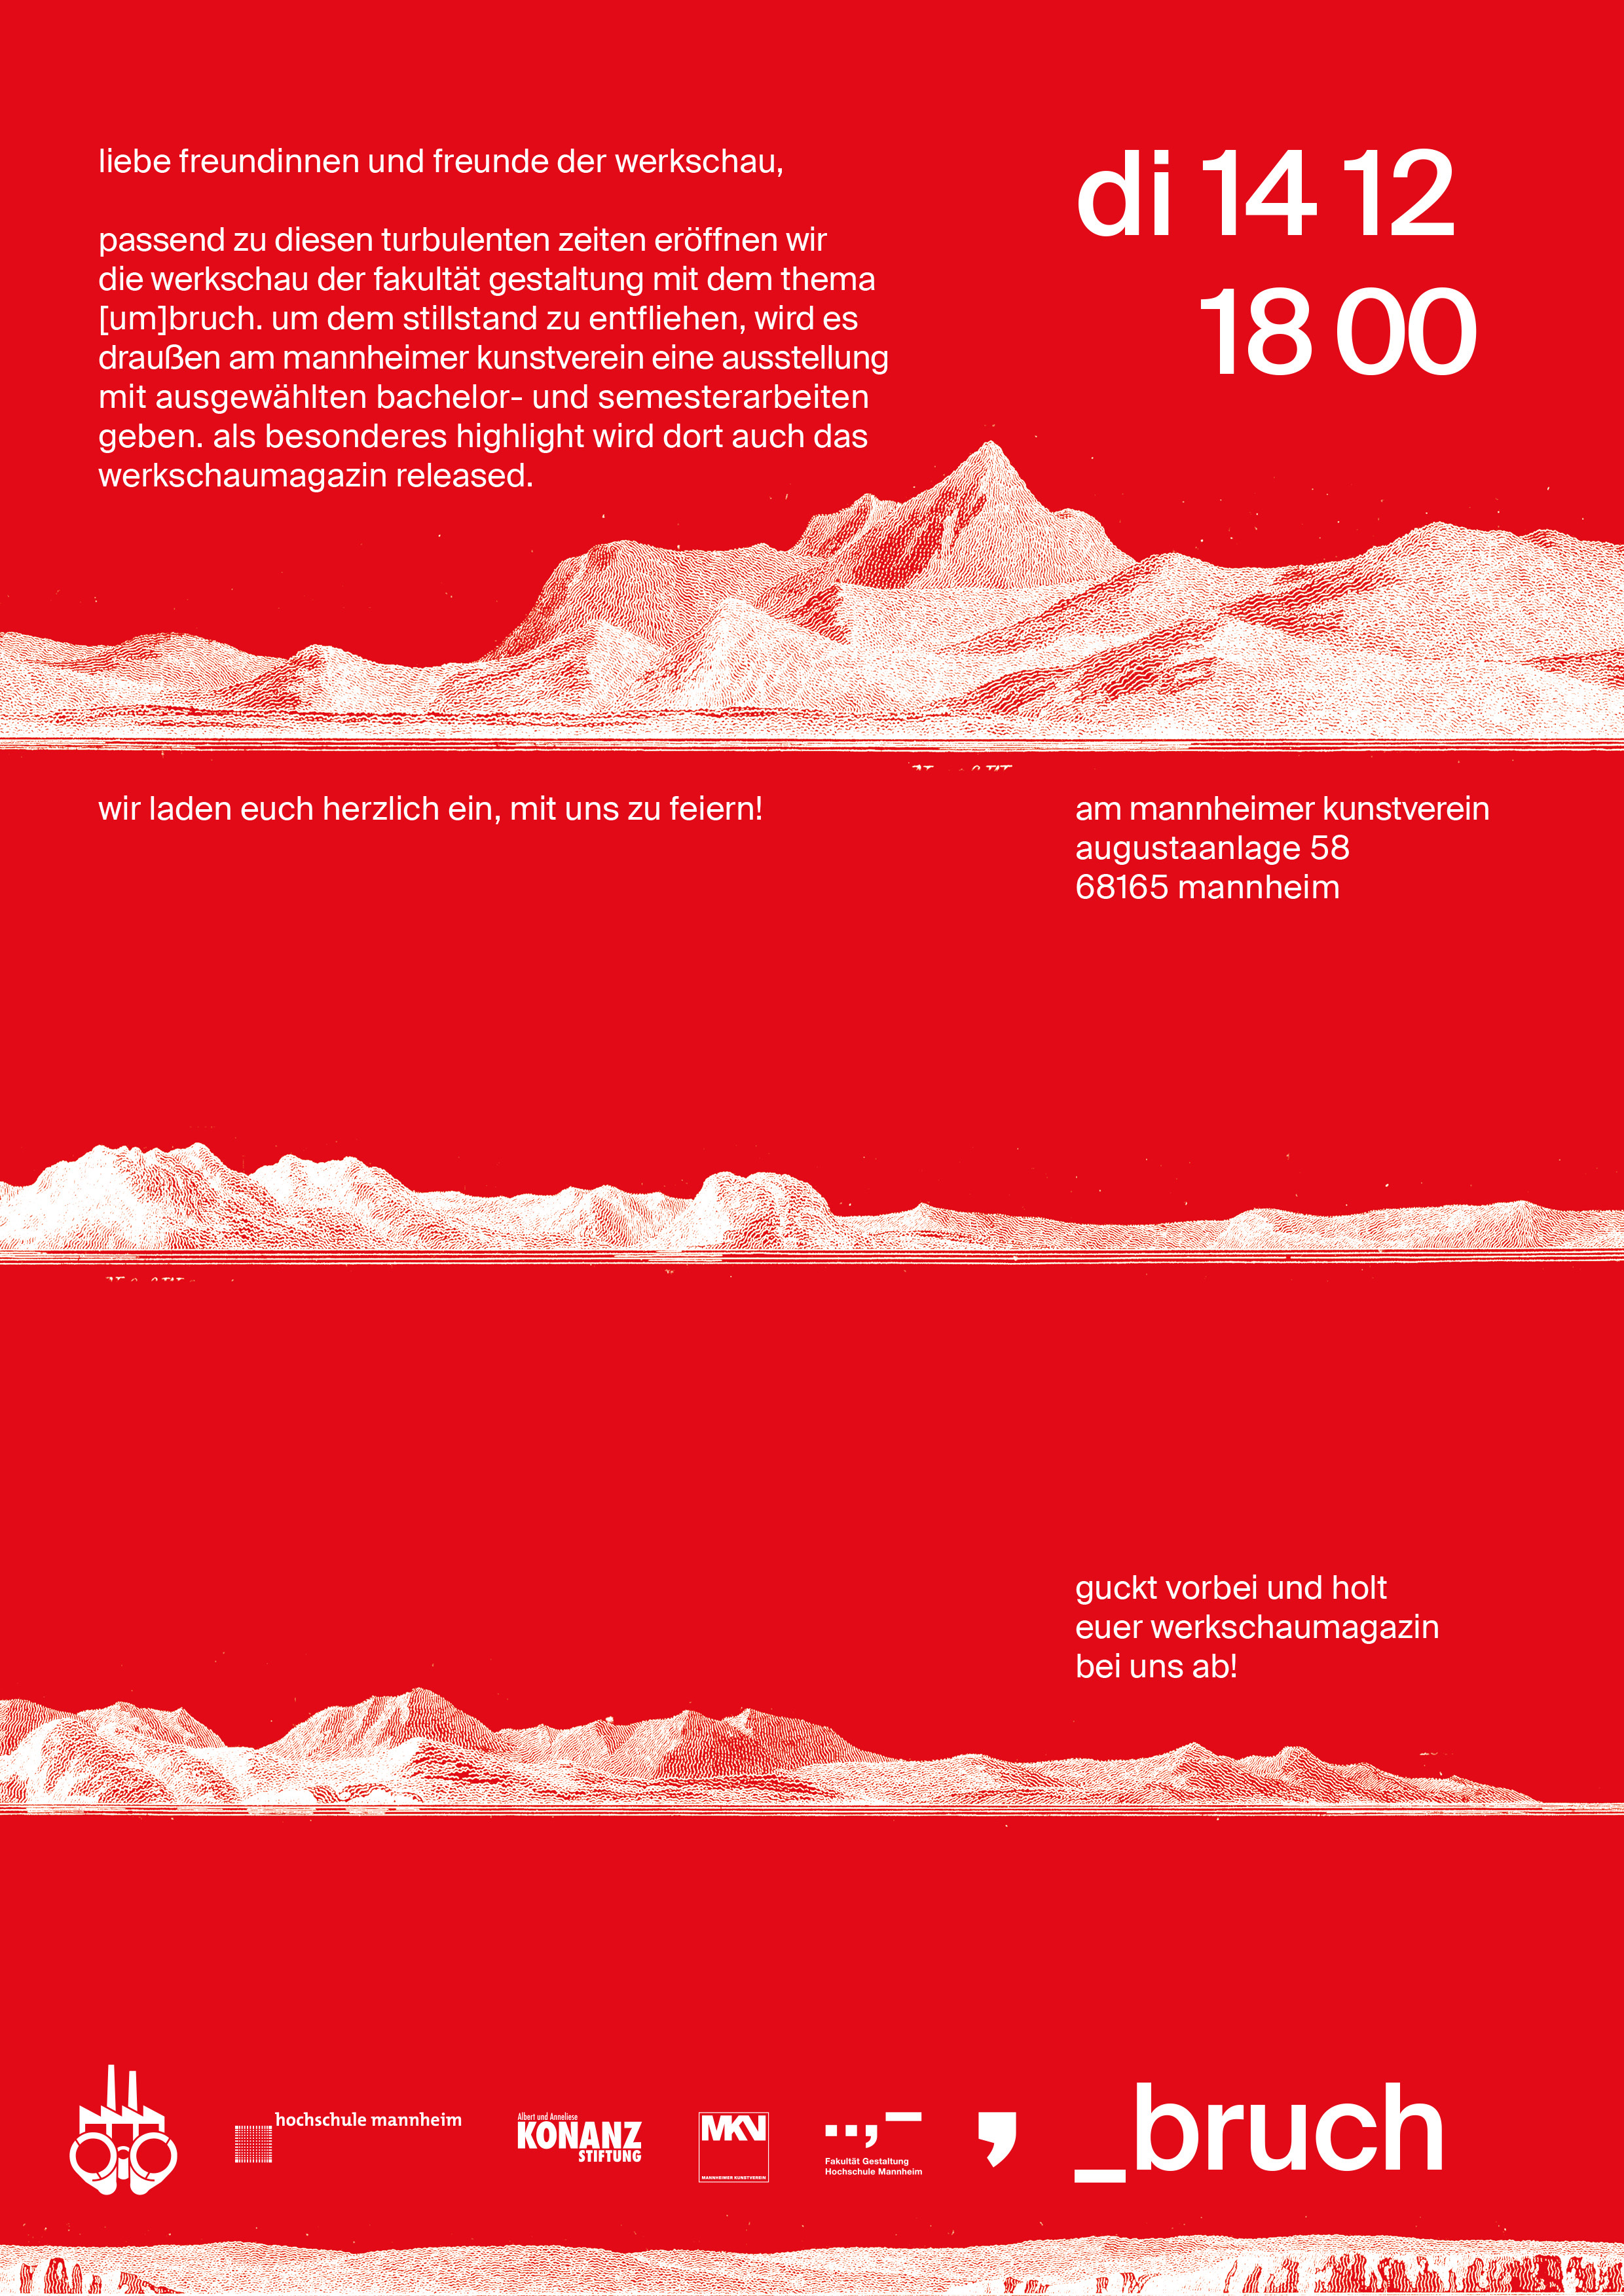 liebe freundinnen und freunde der werkschau,
passend zu diesen turbulenten zeiten eröffnen wir
die werkschau der fakultät gestaltung mit dem thema
[um]bruch. um dem stillstand zu entfliehen, wird es
draußen am mannheimer kunstverein eine ausstellung
mit ausgewählten bachelor- und semesterarbeiten
geben. als besonderes highlight wird dort auch das
werkschaumagazin released.
di 14 12
18 00
wir laden euch herzlich ein, mit uns zu feiern!
am mannheimer kunstverein
augustaanlage 58
68165 mannheim
guckt vorbei und holt
euer werkschaumagazin
bei uns ab!
hochschule mannheim
Albert und Anneliese
KONANZ
STIFTUNG
MKV
MANNHEIMER KUNSTVEREIN
Fakultät Gestaltung
Hochschule Mannheim
_bruch